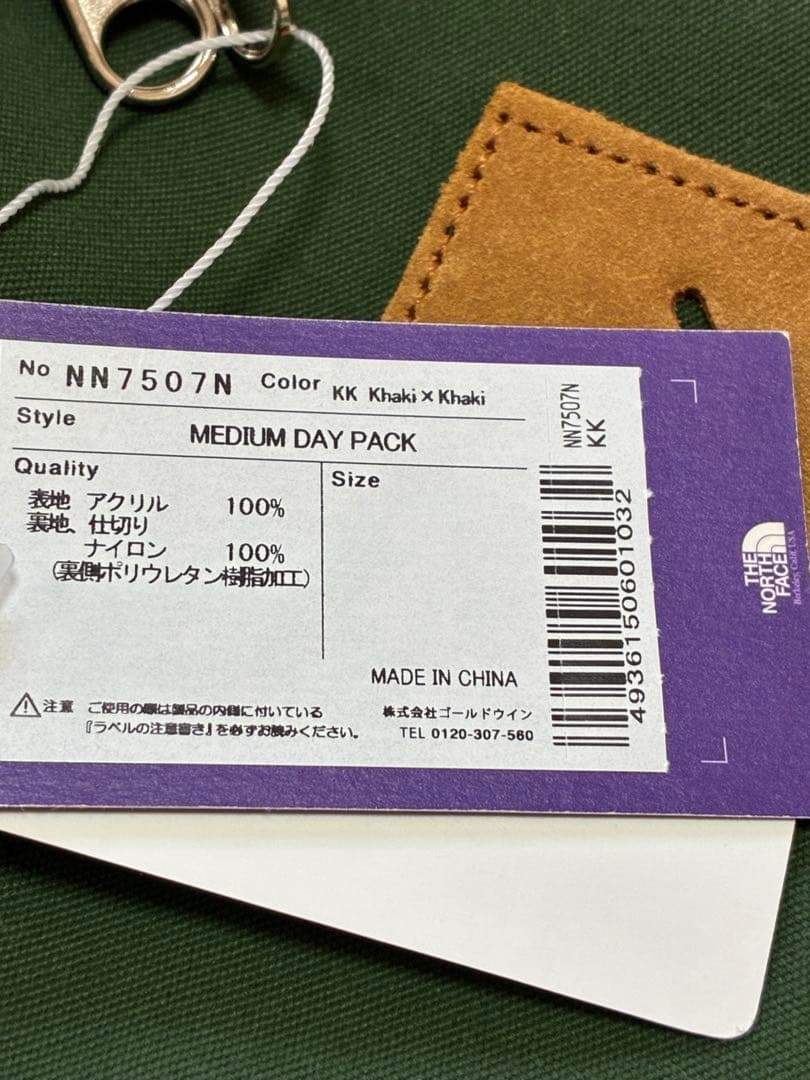 No NN7507N Color KK Khaki×Khaki
Style MEDIUM DAY PACK
Quality
表地 アクリル 100%
裏地、仕切り
ナイロン 100%
(裏側ポリウレタン樹脂加工)
Size
MADE IN CHINA
注意 ご使用の際は製品の内側に付いている
『ラベルの注意書き』を必ずお読みください。
株式会社ゴールドウイン
TEL 0120-307-560
NN7507N
KK
4936150601032
THE
NORTH
FACE
Berkeley, Calif. USA